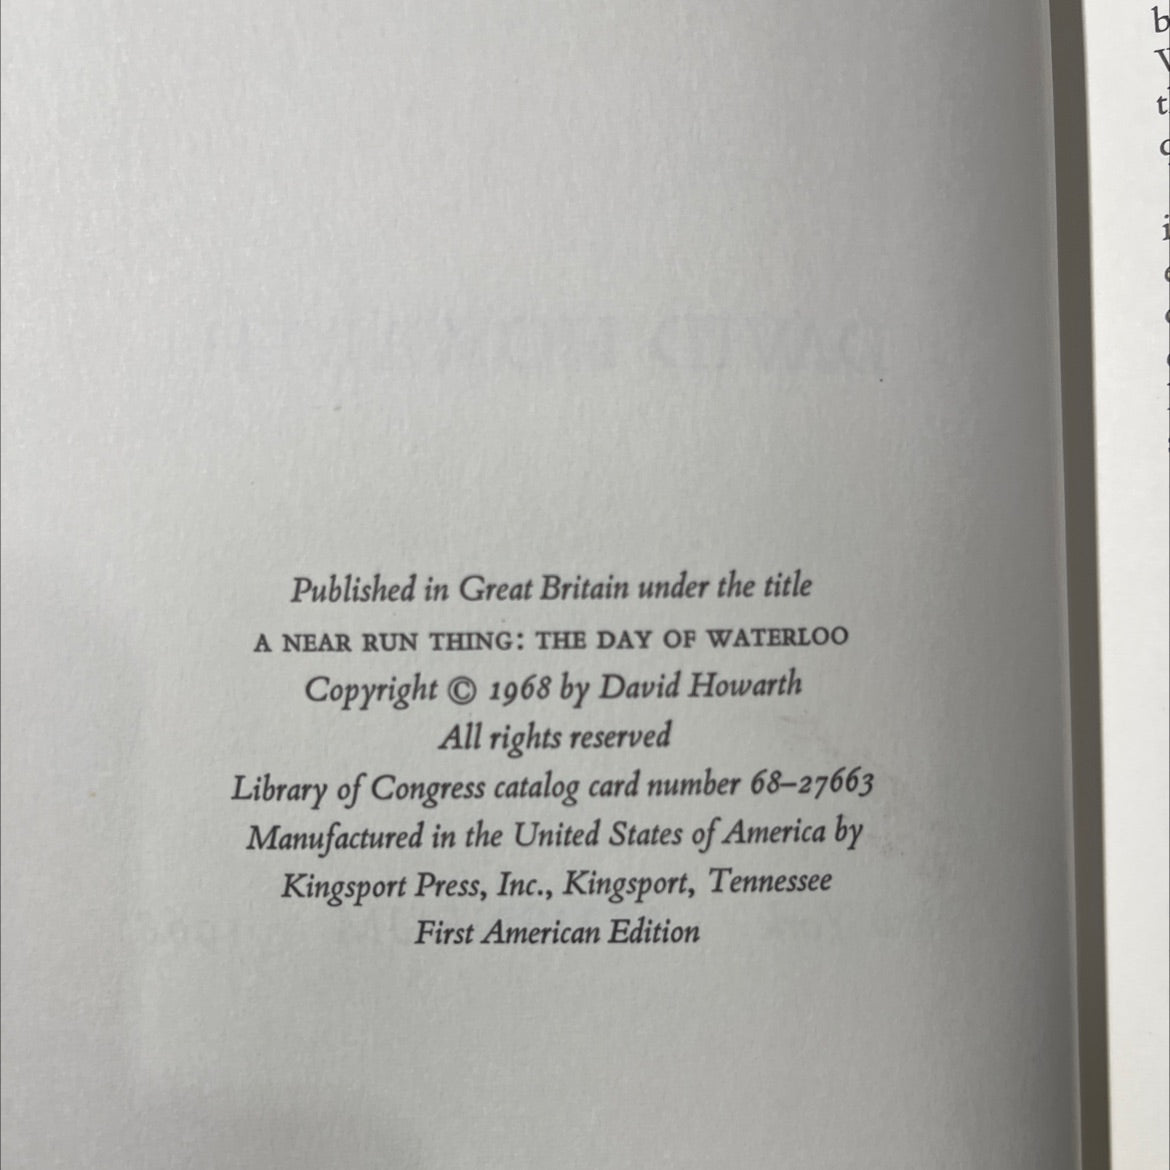 Published in Great Britain under the title
A NEAR RUN THING: THE DAY OF WATERLOO
Copyright © 1968 by David Howarth
All rights reserved
Library of Congress catalog card number 68–27663
Manufactured in the United States of America by
Kingsport Press, Inc., Kingsport, Tennessee
First American Edition